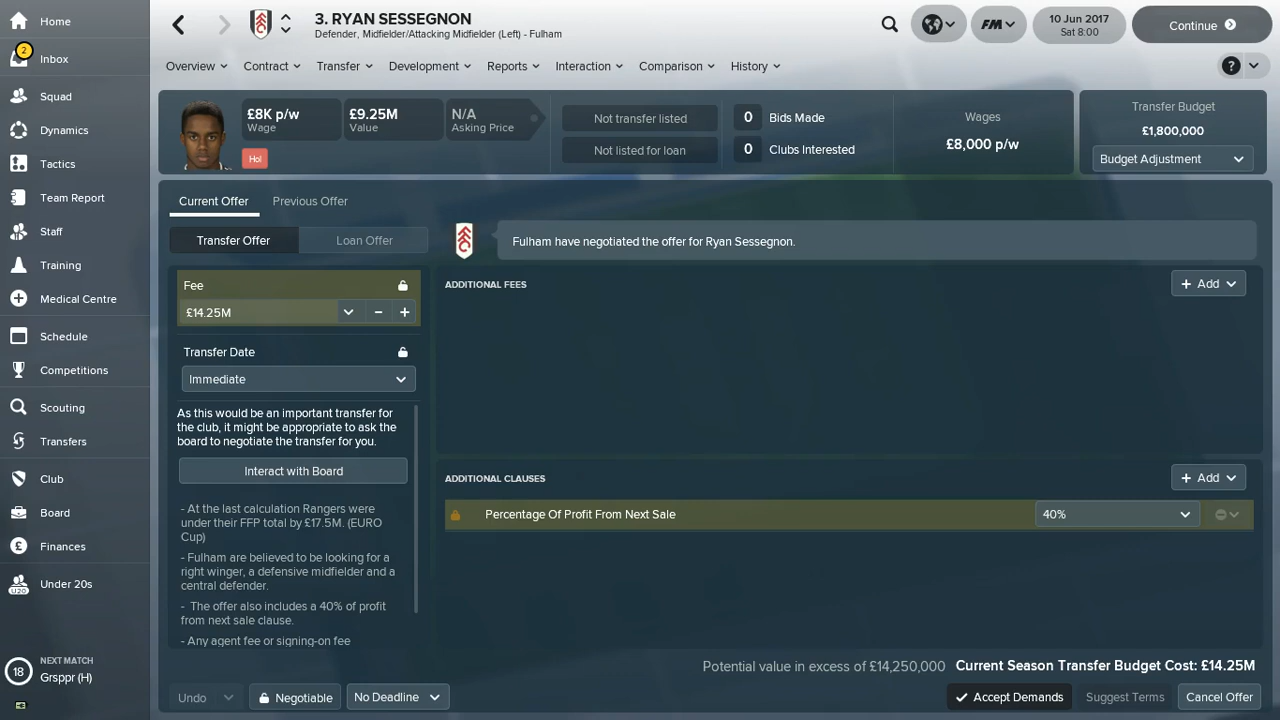 Home
2
Inbox
Squad
Dynamics
Tactics
Team Report
Staff
Training
Medical Centre
Schedule
Competitions
Scouting
Transfers
Club
Board
Finances
U20
Under 20s
18
NEXT MATCH
Grsppr (H)
3. RYAN SESSEGNON
Defender, Midfielder/Attacking Midfielder (Left) - Fulham
FM
10 Jun 2017
Sat 8:00
Continue
Overview
Contract
Transfer
Development
Reports
Interaction
Comparison
History
?
£8K p/w
Wage
£9.25M
Value
N/A
Asking Price
Hol
Not transfer listed
Not listed for loan
0 Bids Made
0 Clubs Interested
Wages
£8,000 p/w
Transfer Budget
£1,800,000
Budget Adjustment
Current Offer
Previous Offer
Transfer Offer
Loan Offer
Fulham have negotiated the offer for Ryan Sessegnon.
Fee
£14.25M
Transfer Date
Immediate
As this would be an important transfer for
the club, it might be appropriate to ask the
board to negotiate the transfer for you.
Interact with Board
- At the last calculation Rangers were
under their FFP total by £17.5M. (EURO
Cup)
- Fulham are believed to be looking for a
right winger, a defensive midfielder and a
central defender.
- The offer also includes a 40% of profit
from next sale clause.
- Any agent fee or signing-on fee
ADDITIONAL FEES
+ Add
ADDITIONAL CLAUSES
+ Add
Percentage Of Profit From Next Sale
40%
Potential value in excess of £14,250,000
Current Season Transfer Budget Cost: £14.25M
Undo
Negotiable
No Deadline
Accept Demands
Suggest Terms
Cancel Offer